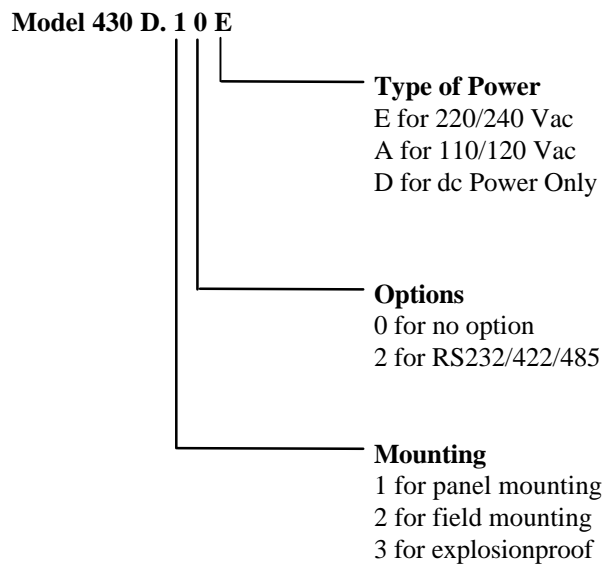 Model 430 D. 1 0 E
Type of Power
E for 220/240 Vac
A for 110/120 Vac
D for dc Power Only
Options
0 for no option
2 for RS232/422/485
Mounting
1 for panel mounting
2 for field mounting
3 for explosionproof